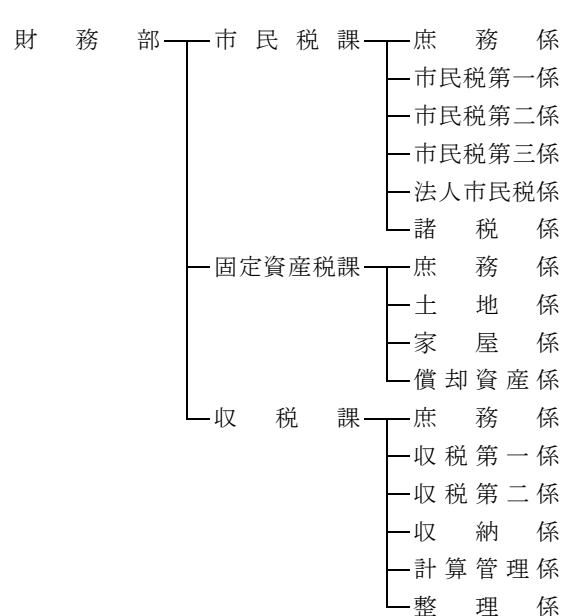 財務部 市民税課 庶務係
市民税第一係
市民税第二係
市民税第三係
法人市民税係
諸税係
固定資産税課 庶務係
土地係
家屋係
償却資産係
収税課 庶務係
収税第一係
収税第二係
収納係
計算管理係
整理係